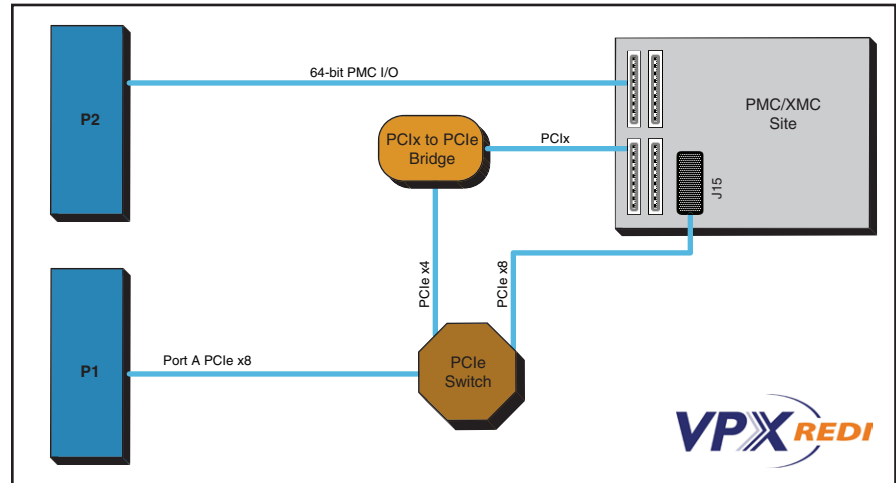 64-bit PMC I/O
P2
PMC/XMC
Site
PCIx to PCIe
Bridge
PCIx
J15
PCIe x4
PCIe x8
Port A PCIe x8
P1
PCIe
Switch
VPX REDI